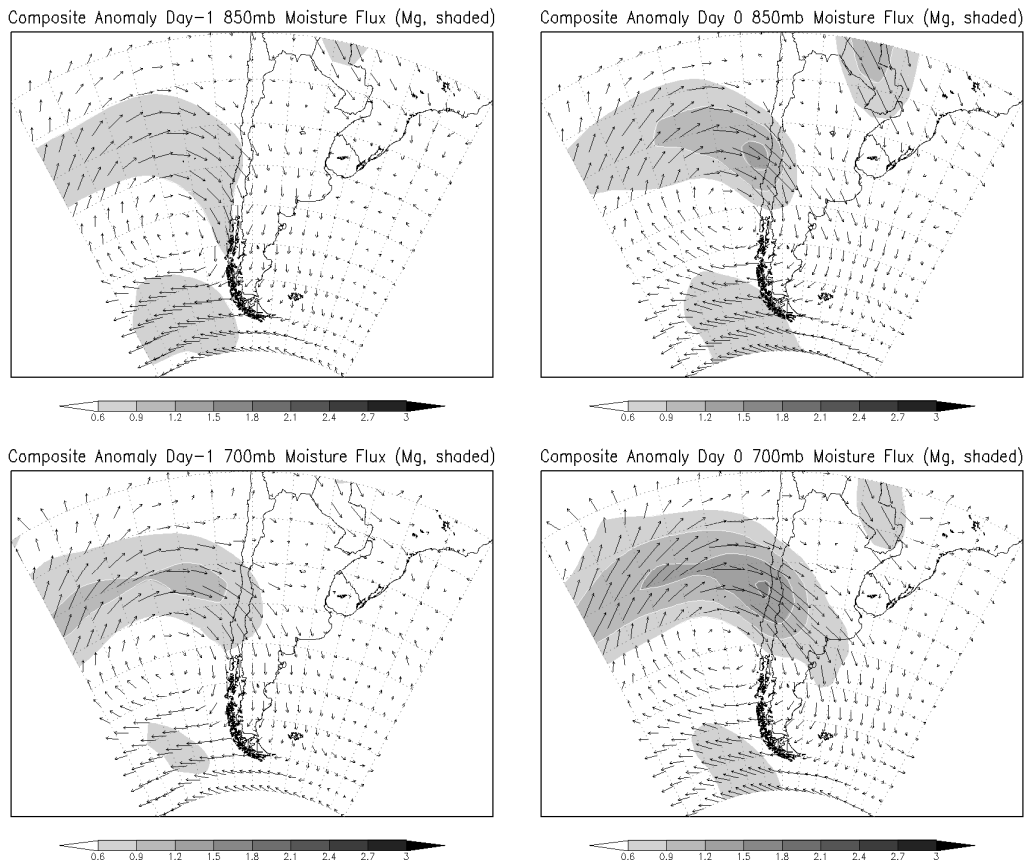 Composite Anomaly Day-1 850mb Moisture Flux (Mg, shaded)
Composite Anomaly Day 0 850mb Moisture Flux (Mg, shaded)
0.6 0.9 1.2 1.5 1.8 2.1 2.4 2.7 3
0.6 0.9 1.2 1.5 1.8 2.1 2.4 2.7 3
Composite Anomaly Day-1 700mb Moisture Flux (Mg, shaded)
Composite Anomaly Day 0 700mb Moisture Flux (Mg, shaded)
0.6 0.9 1.2 1.5 1.8 2.1 2.4 2.7 3
0.6 0.9 1.2 1.5 1.8 2.1 2.4 2.7 3